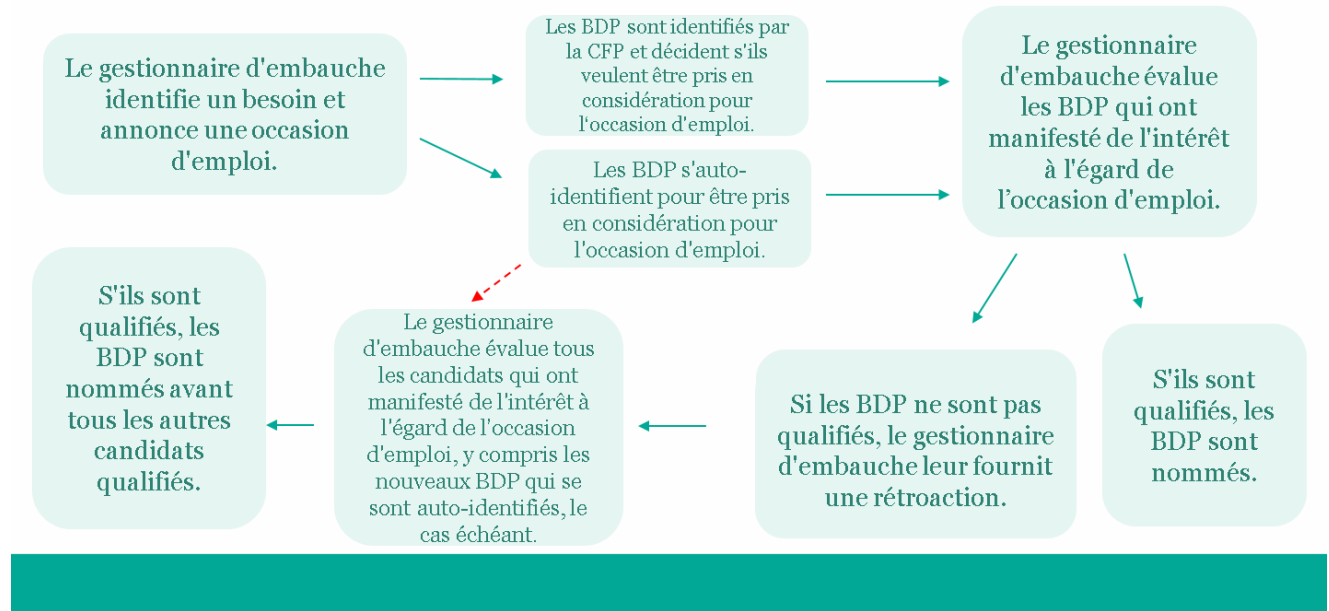 Le gestionnaire d'embauche
identifie un besoin et
annonce une occasion
d'emploi.
Les BDP sont identifiés par
la CFP et décident s'ils
veulent être pris en
considération pour
l'occasion d'emploi.
Les BDP s'auto-
identifient pour être pris
en considération pour
l'occasion d'emploi.
Le gestionnaire
d'embauche évalue
les BDP qui ont
manifesté de l'intérêt
à l'égard de
l’occasion d'emploi.
S'ils sont
qualifiés, les
BDP sont
nommés.
Si les BDP ne sont pas
qualifiés, le gestionnaire
d'embauche leur fournit
une rétroaction.
Le gestionnaire
d'embauche évalue tous
les candidats qui ont
manifesté de l'intérêt à
l'égard de l'occasion
d'emploi, y compris les
nouveaux BDP qui se
sont auto-identifiés, le
cas échéant.
S'ils sont
qualifiés, les
BDP sont
nommés avant
tous les autres
candidats
qualifiés.